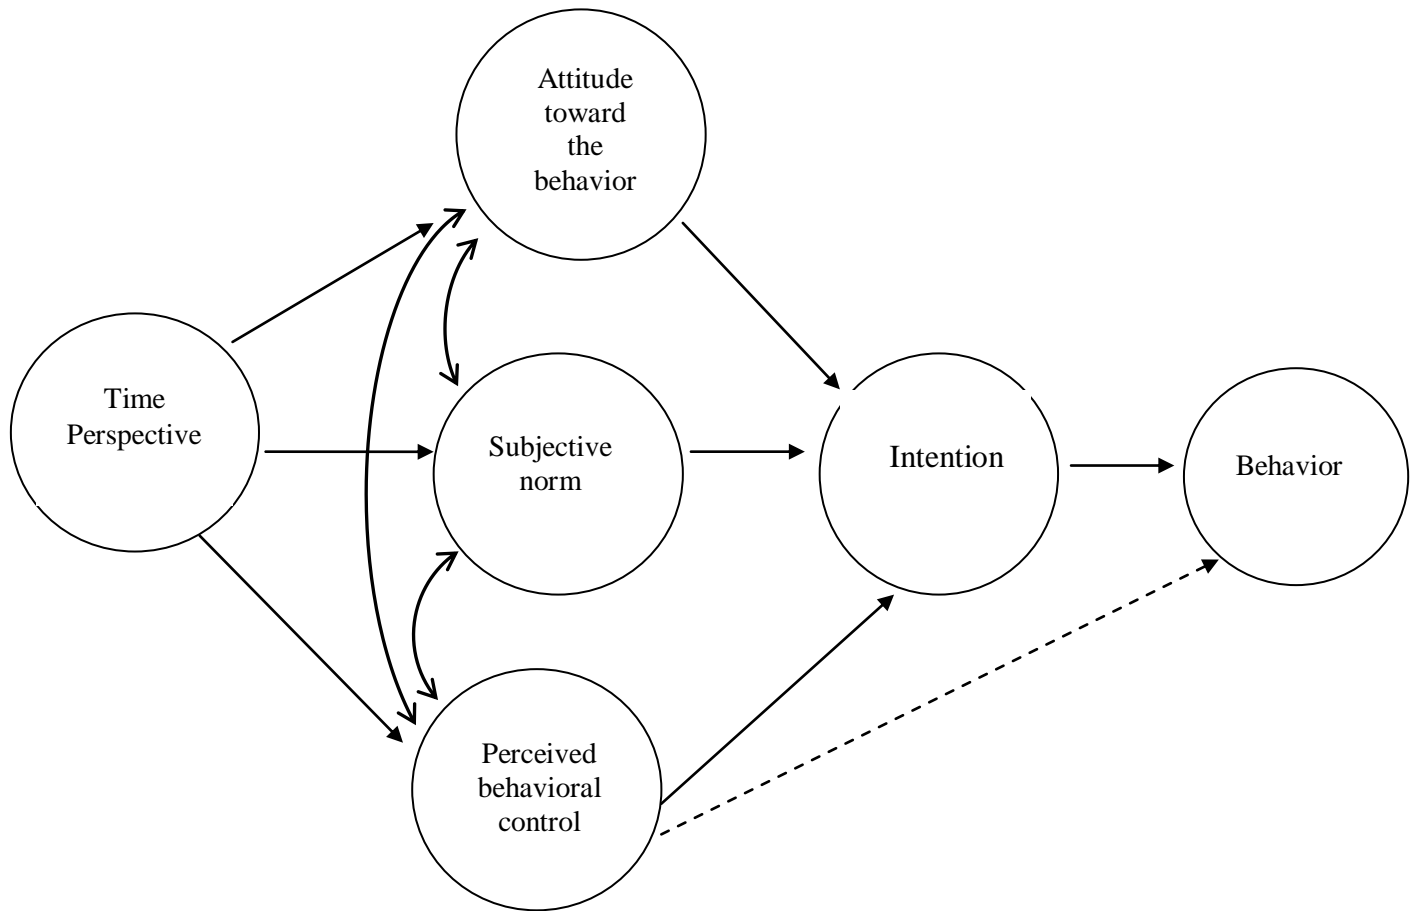 Attitude
toward
the
behavior
Time
Perspective
Subjective
norm
Intention
Behavior
Perceived
behavioral
control